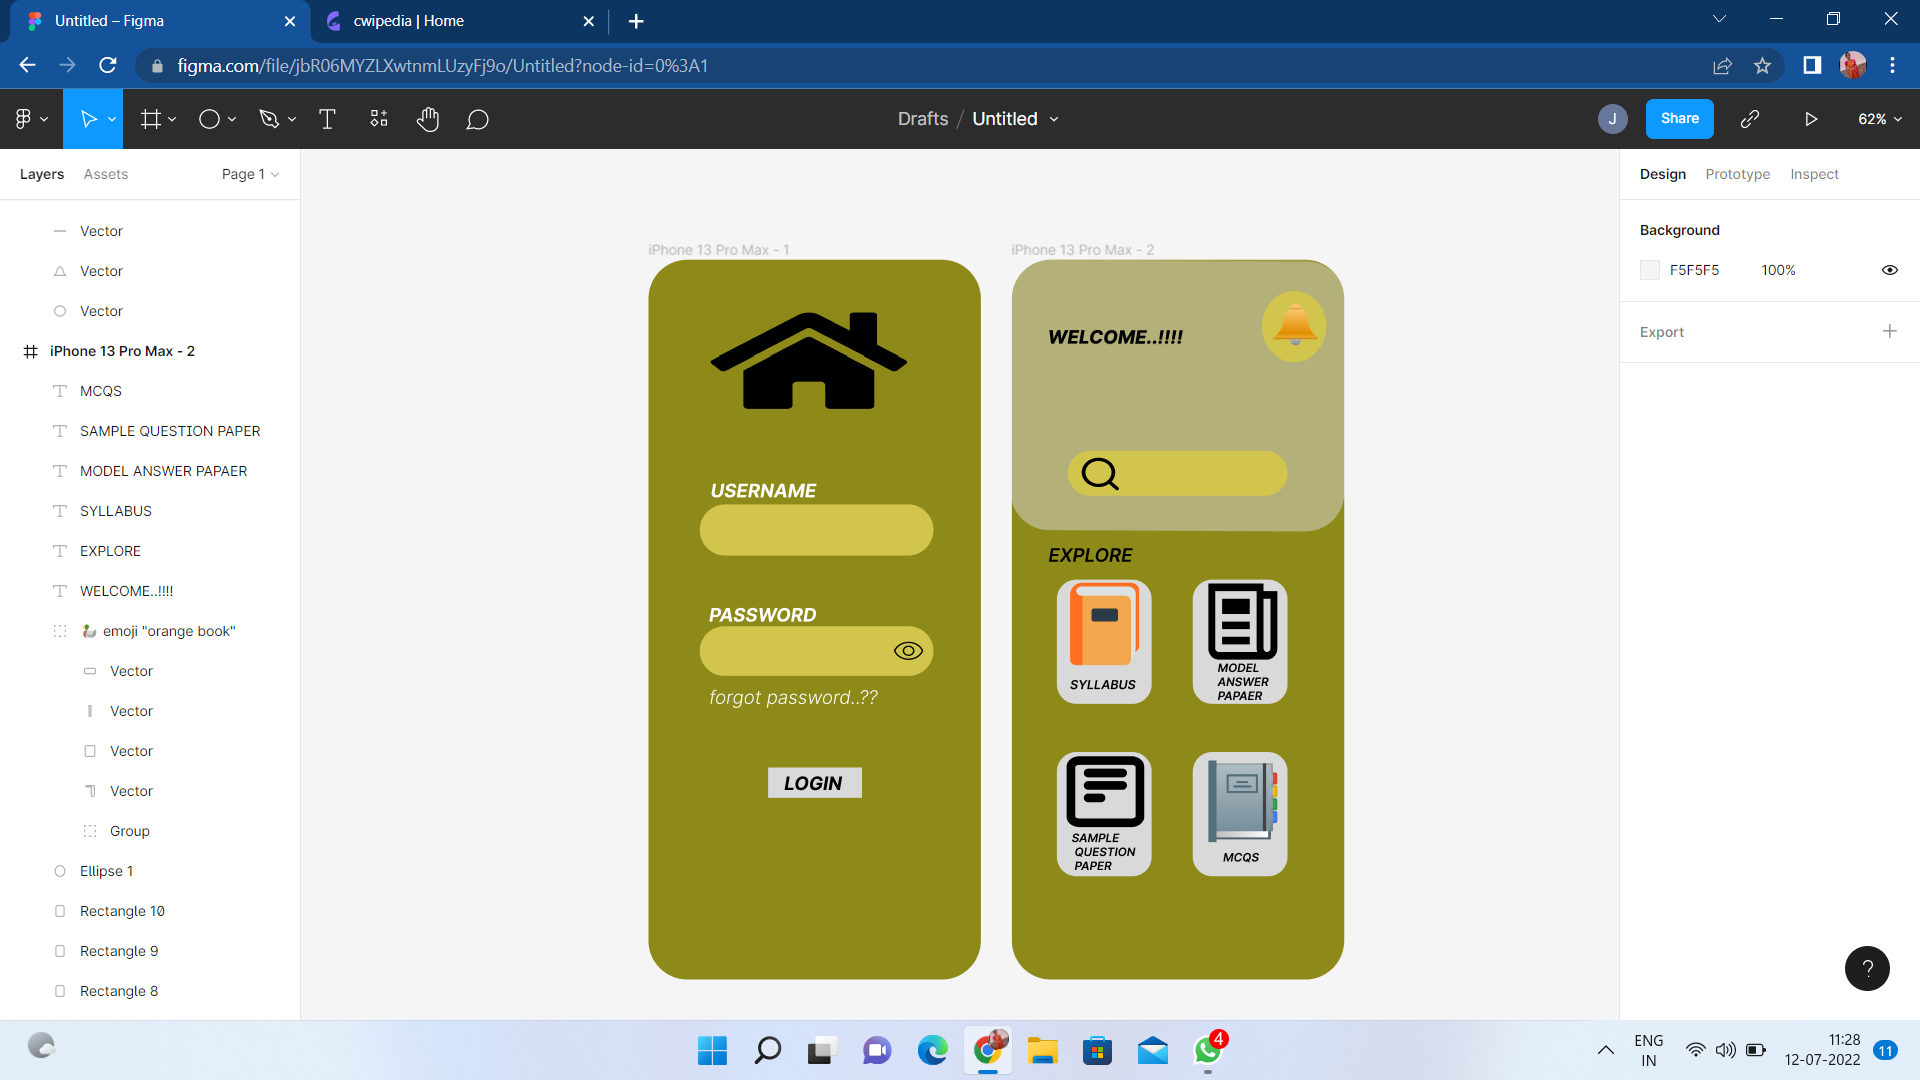 Untitled – Figma
cwipedia | Home
figma.com/file/jbR06MYZLXwtnmLUzyFj9o/Untitled?node-id=0%3A1
Drafts / Untitled
J
Share
62%
Layers
Assets
Page 1
Vector
Vector
Vector
iPhone 13 Pro Max - 2
MCQS
SAMPLE QUESTION PAPER
MODEL ANSWER PAPAER
SYLLABUS
EXPLORE
WELCOME..!!!!
emoji "orange book"
Vector
Vector
Vector
Vector
Group
Ellipse 1
Rectangle 10
Rectangle 9
Rectangle 8
iPhone 13 Pro Max - 1
USERNAME
PASSWORD
forgot password..??
LOGIN
iPhone 13 Pro Max - 2
WELCOME..!!!!
EXPLORE
SYLLABUS
MODEL
ANSWER
PAPAER
SAMPLE
QUESTION
PAPER
MCQS
Design
Prototype
Inspect
Background
F5F5F5
100%
Export
?
4
ENG
IN
11:28
12-07-2022
11